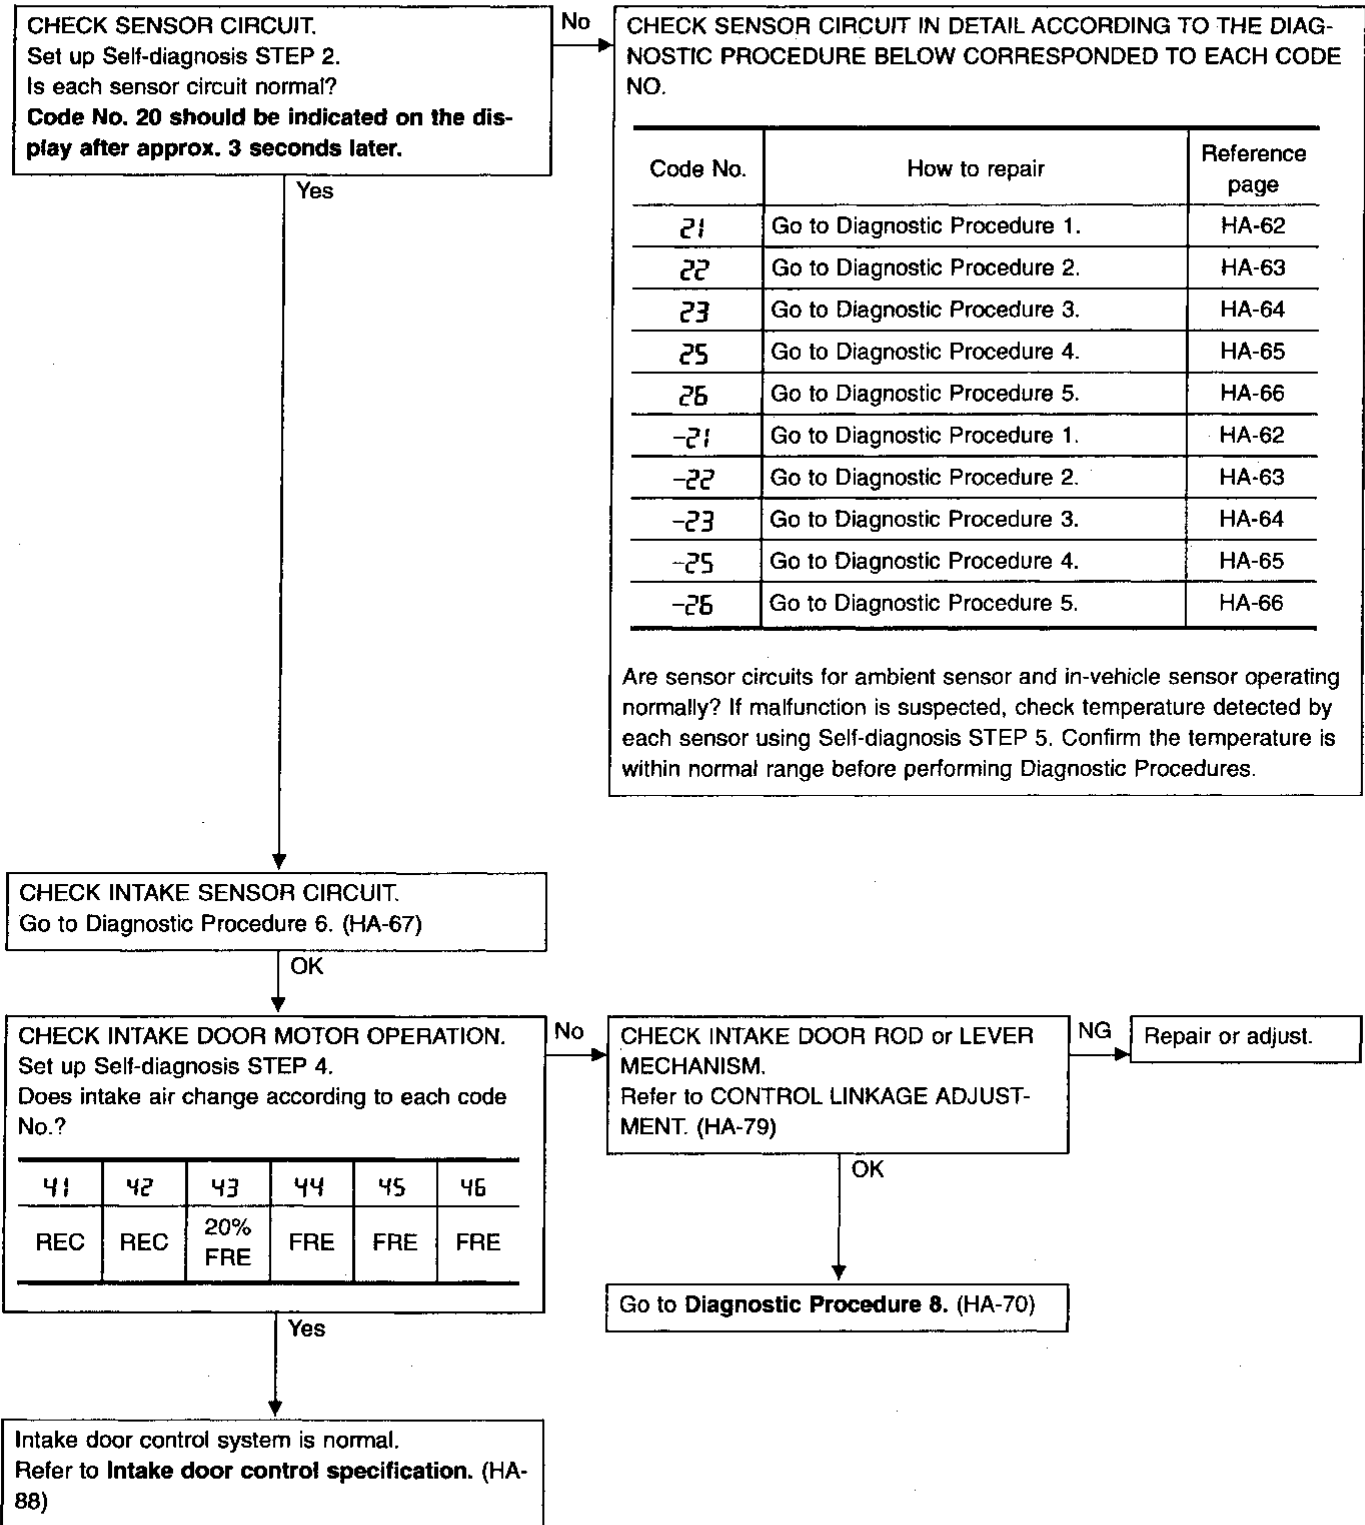 CHECK SENSOR CIRCUIT.
Set up Self-diagnosis STEP 2.
Is each sensor circuit normal?
Code No. 20 should be indicated on the dis-
play after approx. 3 seconds later.
No
CHECK SENSOR CIRCUIT IN DETAIL ACCORDING TO THE DIAG-
NOSTIC PROCEDURE BELOW CORRESPONDED TO EACH CODE
NO.
Code No. How to repair Reference
page
21 Go to Diagnostic Procedure 1. HA-62
22 Go to Diagnostic Procedure 2. HA-63
23 Go to Diagnostic Procedure 3. HA-64
25 Go to Diagnostic Procedure 4. HA-65
26 Go to Diagnostic Procedure 5. HA-66
-21 Go to Diagnostic Procedure 1. HA-62
-22 Go to Diagnostic Procedure 2. HA-63
-23 Go to Diagnostic Procedure 3. HA-64
-25 Go to Diagnostic Procedure 4. HA-65
-26 Go to Diagnostic Procedure 5. HA-66
Are sensor circuits for ambient sensor and in-vehicle sensor operating
normally? If malfunction is suspected, check temperature detected by
each sensor using Self-diagnosis STEP 5. Confirm the temperature is
within normal range before performing Diagnostic Procedures.
Yes
CHECK INTAKE SENSOR CIRCUIT.
Go to Diagnostic Procedure 6. (HA-67)
OK
CHECK INTAKE DOOR MOTOR OPERATION.
Set up Self-diagnosis STEP 4.
Does intake air change according to each code
No.?
41 42 43 44 45 46
REC REC 20%
FRE FRE FRE FRE
No
CHECK INTAKE DOOR ROD or LEVER
MECHANISM.
Refer to CONTROL LINKAGE ADJUST-
MENT. (HA-79)
NG
Repair or adjust.
OK
Go to Diagnostic Procedure 8. (HA-70)
Yes
Intake door control system is normal.
Refer to Intake door control specification. (HA-
88)